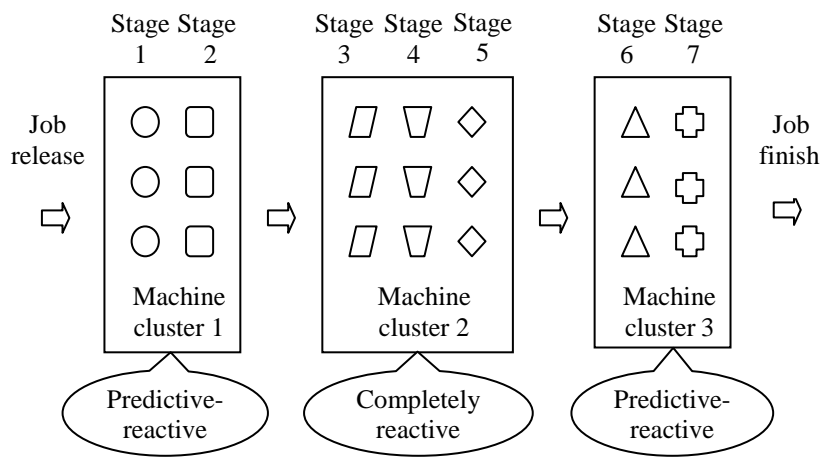 Stage Stage
1 2
Stage Stage Stage
3 4 5
Stage Stage
6 7
Job
release
Job
finish
Machine
cluster 1
Machine
cluster 2
Machine
cluster 3
Predictive-
reactive
Completely
reactive
Predictive-
reactive